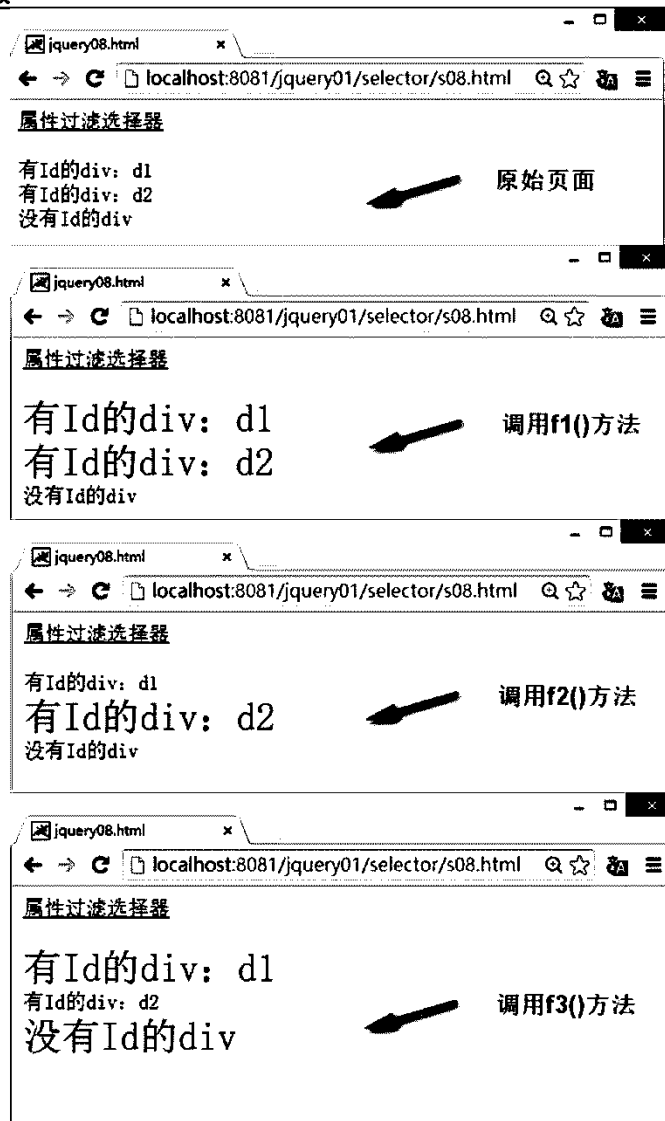 jquery08.html
localhost:8081/jquery01/selector/s08.html
属性过滤选择器
有Id的div：d1
有Id的div：d2
没有Id的div
原始页面
jquery08.html
localhost:8081/jquery01/selector/s08.html
属性过滤选择器
有Id的div：d1
有Id的div：d2
没有Id的div
调用f1()方法
jquery08.html
localhost:8081/jquery01/selector/s08.html
属性过滤选择器
有Id的div：d1
有Id的div：d2
没有Id的div
调用f2()方法
jquery08.html
localhost:8081/jquery01/selector/s08.html
属性过滤选择器
有Id的div：d1
有Id的div：d2
没有Id的div
调用f3()方法